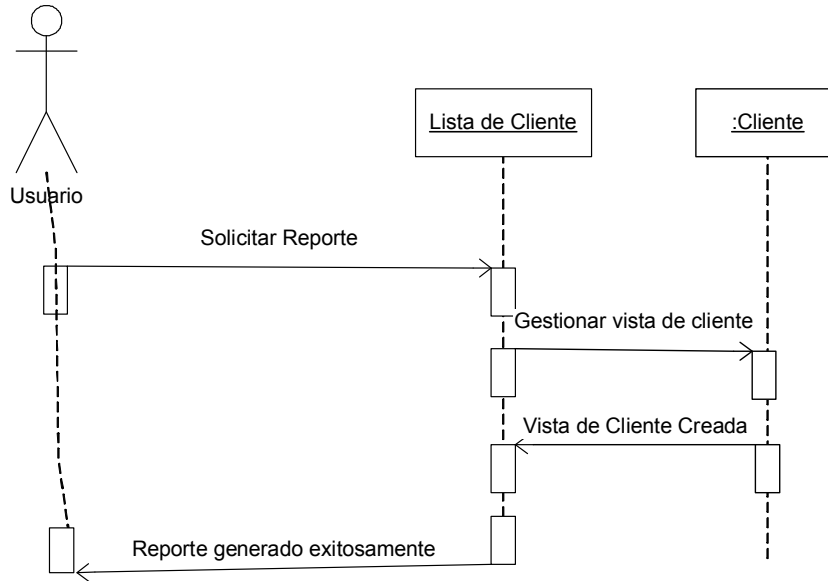 Lista de Cliente
:Cliente
Usuario
Solicitar Reporte
Gestionar vista de cliente
Vista de Cliente Creada
Reporte generado exitosamente